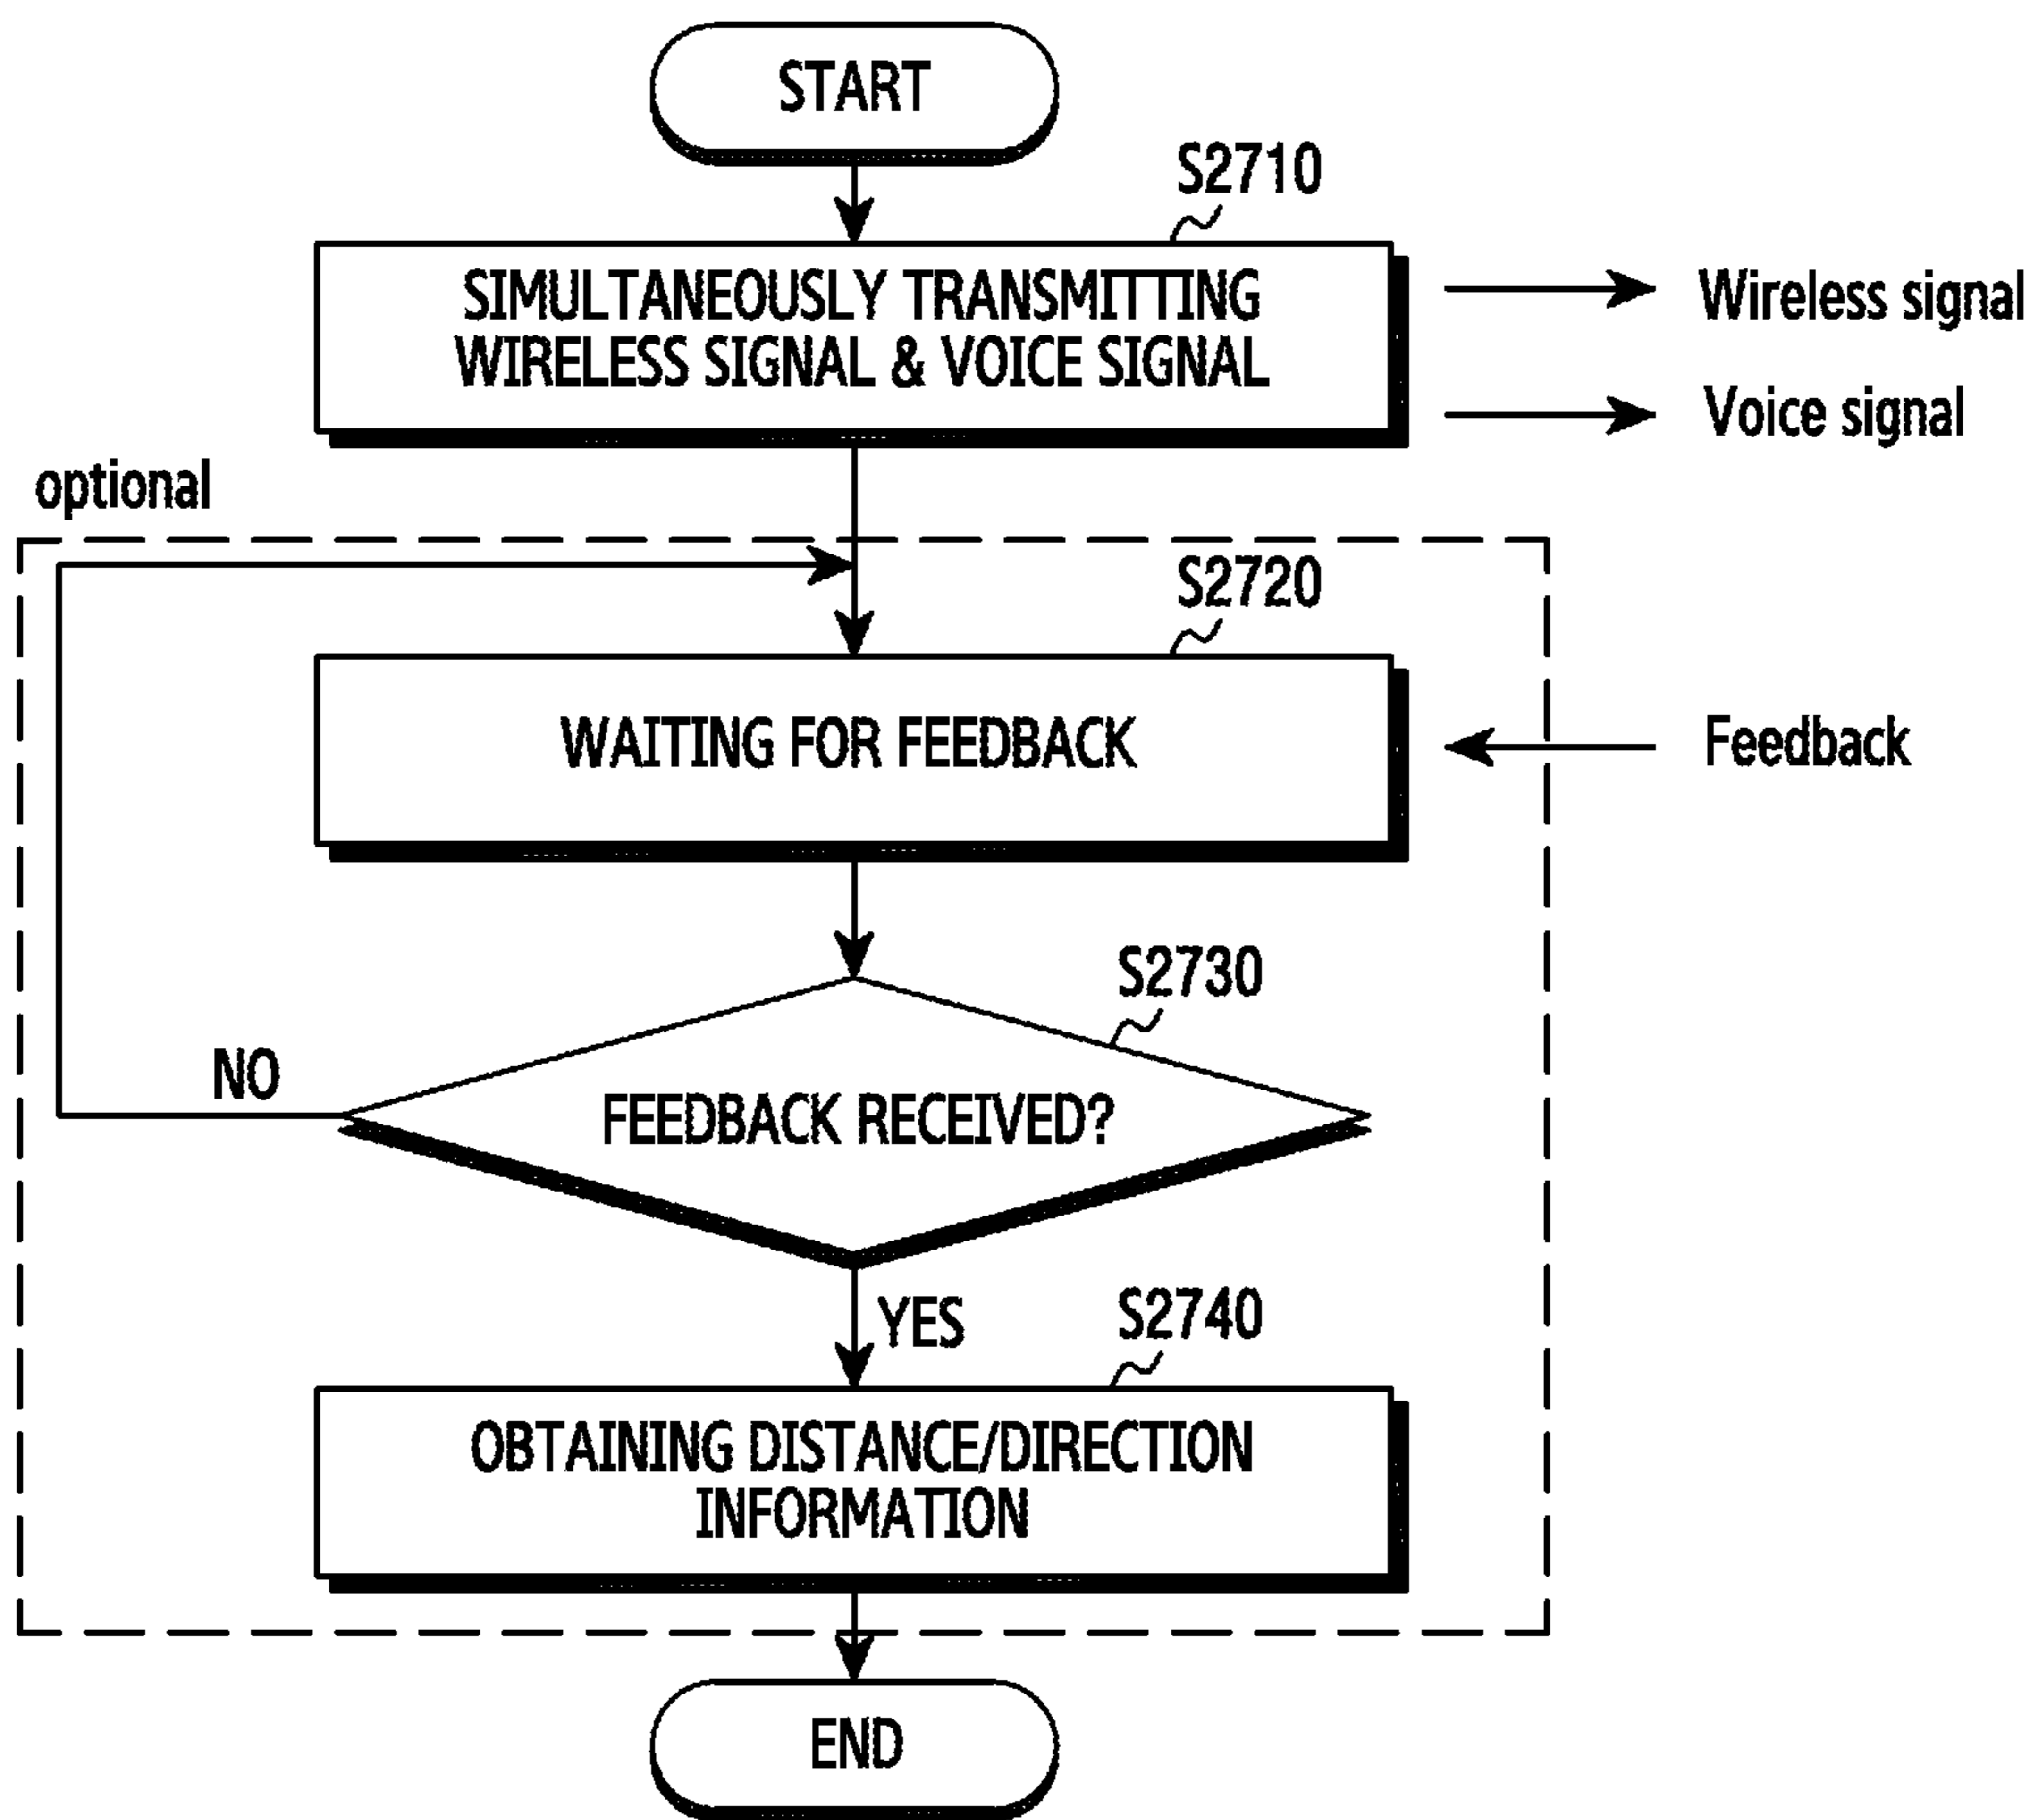 START
S2710
SIMULTANEOUSLY TRANSMITTING
WIRELESS SIGNAL & VOICE SIGNAL
Wireless signal
Voice signal
optional
S2720
WAITING FOR FEEDBACK
Feedback
S2730
NO
FEEDBACK RECEIVED?
YES
S2740
OBTAINING DISTANCE/DIRECTION
INFORMATION
END